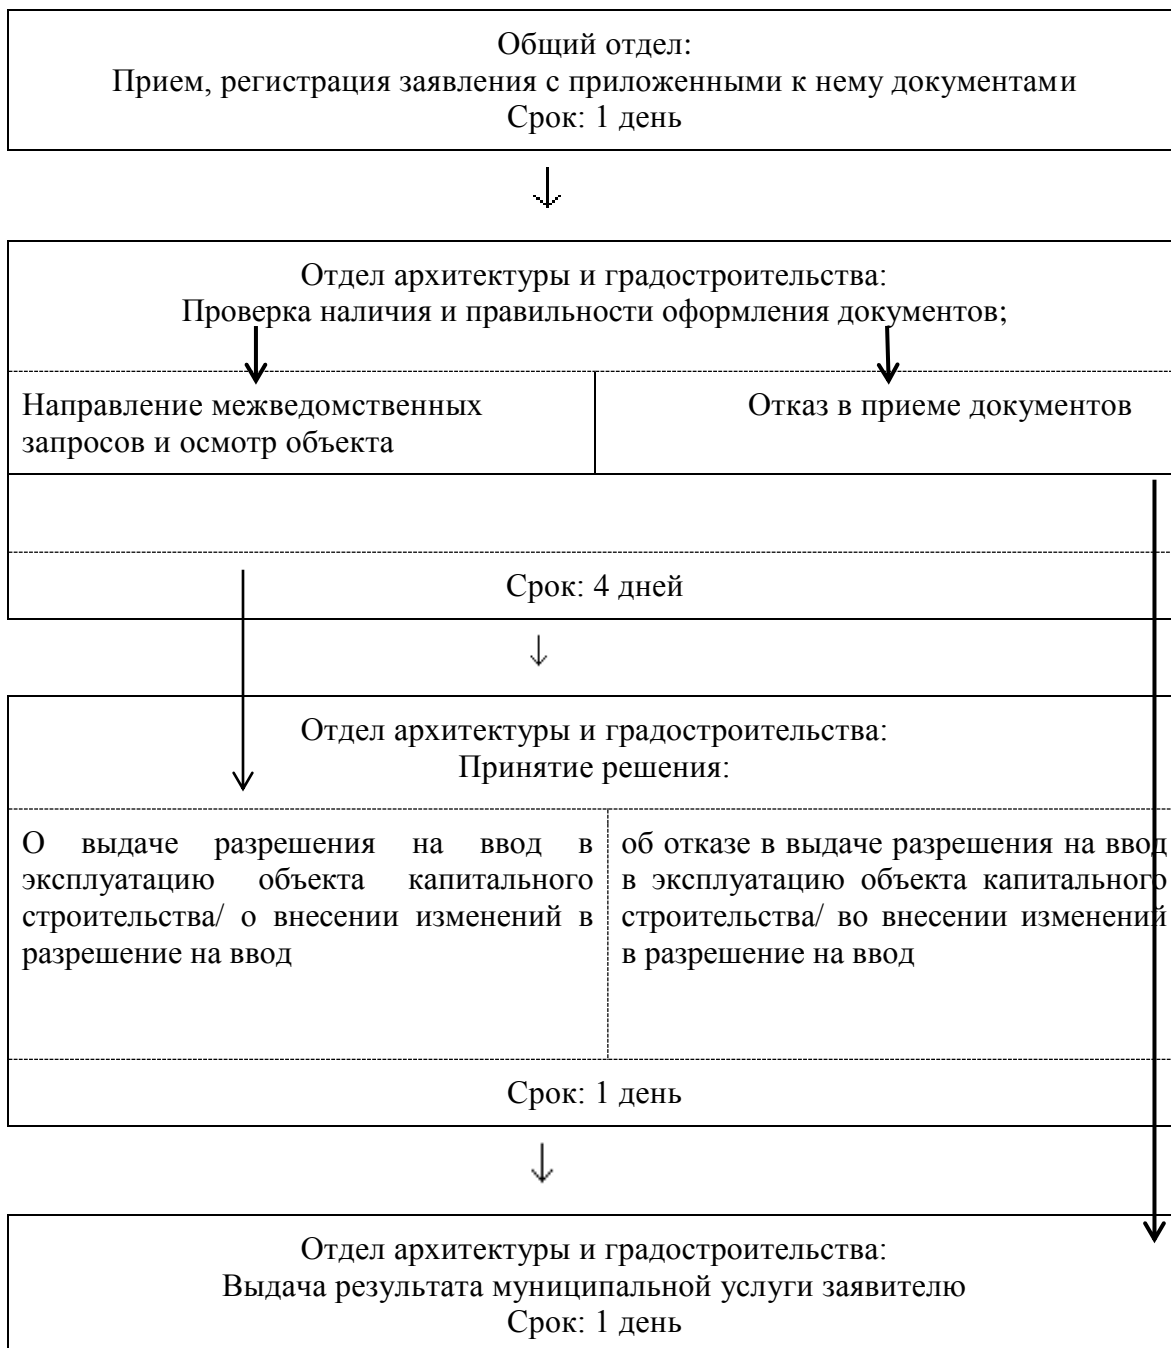 Общий отдел:
Прием, регистрация заявления с приложенными к нему документами
Срок: 1 день
Отдел архитектуры и градостроительства:
Проверка наличия и правильности оформления документов;
Направление межведомственных
запросов и осмотр объекта
Отказ в приеме документов
Срок: 4 дней
Отдел архитектуры и градостроительства:
Принятие решения:
О выдаче разрешения на ввод в
эксплуатацию объекта капитального
строительства/ о внесении изменений в
разрешение на ввод
об отказе в выдаче разрешения на ввод
в эксплуатацию объекта капитального
строительства/ во внесении изменений
в разрешение на ввод
Срок: 1 день
Отдел архитектуры и градостроительства:
Выдача результата муниципальной услуги заявителю
Срок: 1 день